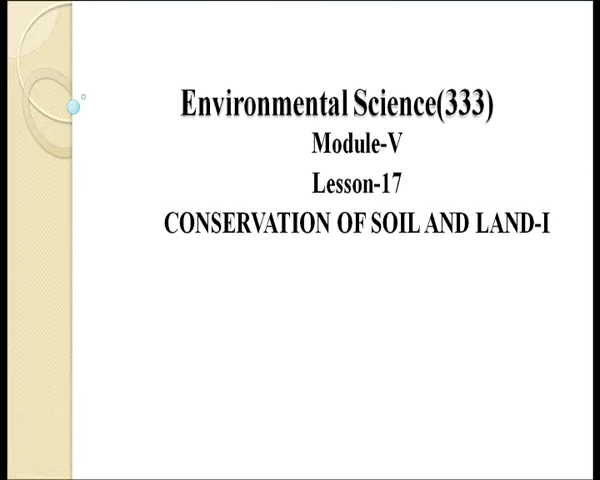 Environmental Science(333)
Module-V
Lesson-17
CONSERVATION OF SOIL AND LAND-I